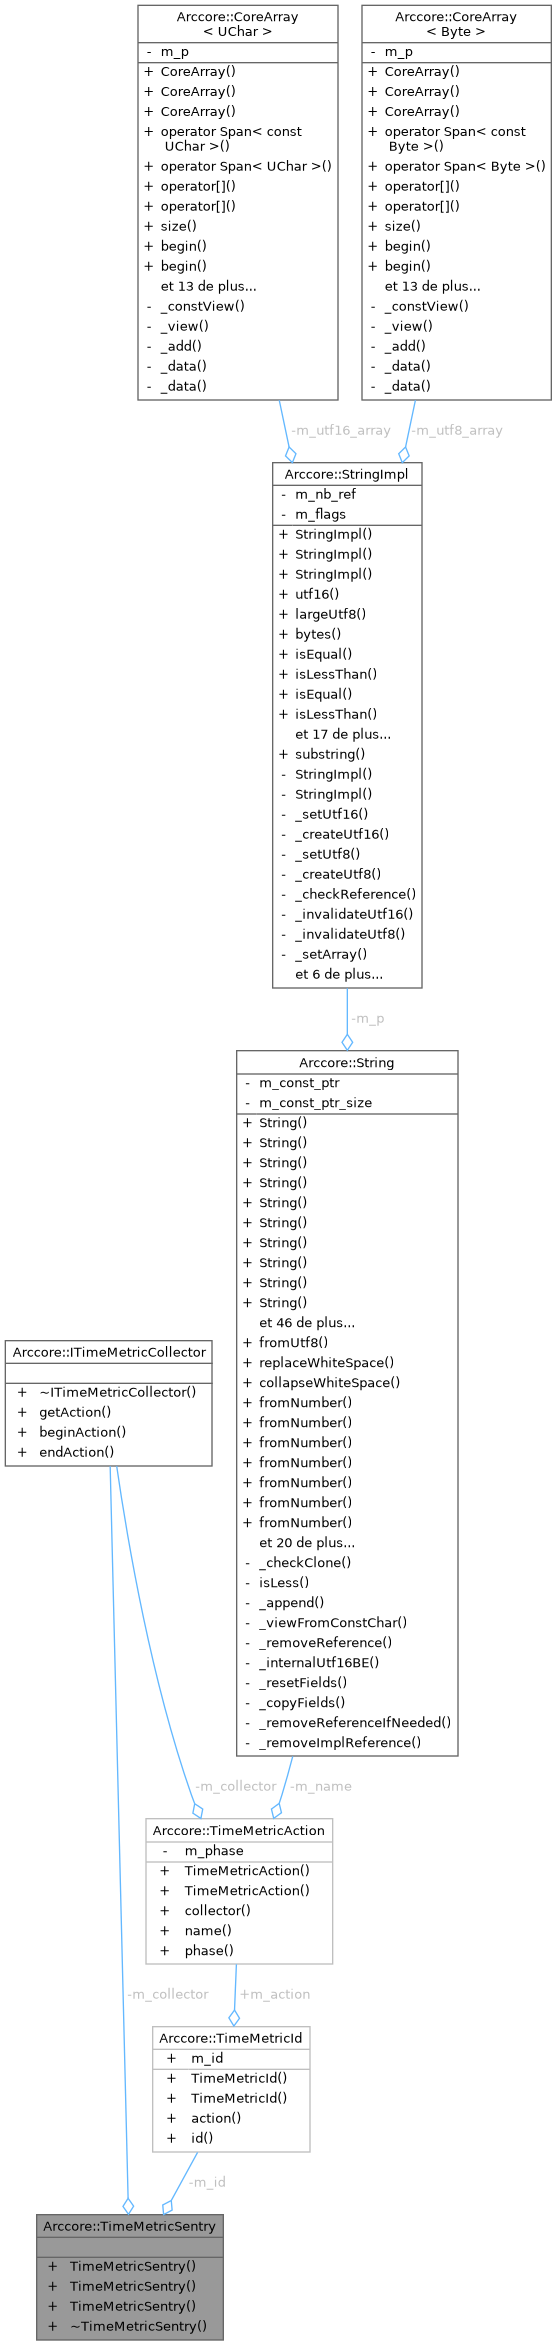 Arccore::CoreArray
< UChar >
- m_p
+ CoreArray()
+ CoreArray()
+ CoreArray()
+ operator Span< const
UChar >()
+ operator Span< UChar >()
+ operator[]()
+ operator[]()
+ size()
+ begin()
+ begin()
et 13 de plus...
- _constView()
- _view()
- _add()
- _data()
- _data()
Arccore::CoreArray
< Byte >
- m_p
+ CoreArray()
+ CoreArray()
+ CoreArray()
+ operator Span< const
Byte >()
+ operator Span< Byte >()
+ operator[]()
+ operator[]()
+ size()
+ begin()
+ begin()
et 13 de plus...
- _constView()
- _view()
- _add()
- _data()
- _data()
-m_utf16_array
-m_utf8_array
Arccore::StringImpl
- m_nb_ref
- m_flags
+ StringImpl()
+ StringImpl()
+ StringImpl()
+ utf16()
+ largeUtf8()
+ bytes()
+ isEqual()
+ isLessThan()
+ isEqual()
+ isLessThan()
et 17 de plus...
+ substring()
- StringImpl()
- StringImpl()
- _setUtf16()
- _createUtf16()
- _setUtf8()
- _createUtf8()
- _checkReference()
- _invalidateUtf16()
- _invalidateUtf8()
- _setArray()
et 6 de plus...
-m_p
Arccore::String
- m_const_ptr
- m_const_ptr_size
+ String()
+ String()
+ String()
+ String()
+ String()
+ String()
+ String()
+ String()
+ String()
+ String()
et 46 de plus...
+ fromUtf8()
+ replaceWhiteSpace()
+ collapseWhiteSpace()
+ fromNumber()
+ fromNumber()
+ fromNumber()
+ fromNumber()
+ fromNumber()
+ fromNumber()
+ fromNumber()
et 20 de plus...
- _checkClone()
- isLess()
- _append()
- _viewFromConstChar()
- _removeReference()
- _internalUtf16BE()
- _resetFields()
- _copyFields()
- _removeReferenceIfNeeded()
- _removeImplReference()
Arccore::ITimeMetricCollector
+ ~ITimeMetricCollector()
+ getAction()
+ beginAction()
+ endAction()
-m_collector
-m_name
Arccore::TimeMetricAction
- m_phase
+ TimeMetricAction()
+ TimeMetricAction()
+ collector()
+ name()
+ phase()
-m_collector
+m_action
Arccore::TimeMetricId
+ m_id
+ TimeMetricId()
+ TimeMetricId()
+ action()
+ id()
-m_id
Arccore::TimeMetricSentry
+ TimeMetricSentry()
+ TimeMetricSentry()
+ TimeMetricSentry()
+ ~TimeMetricSentry()